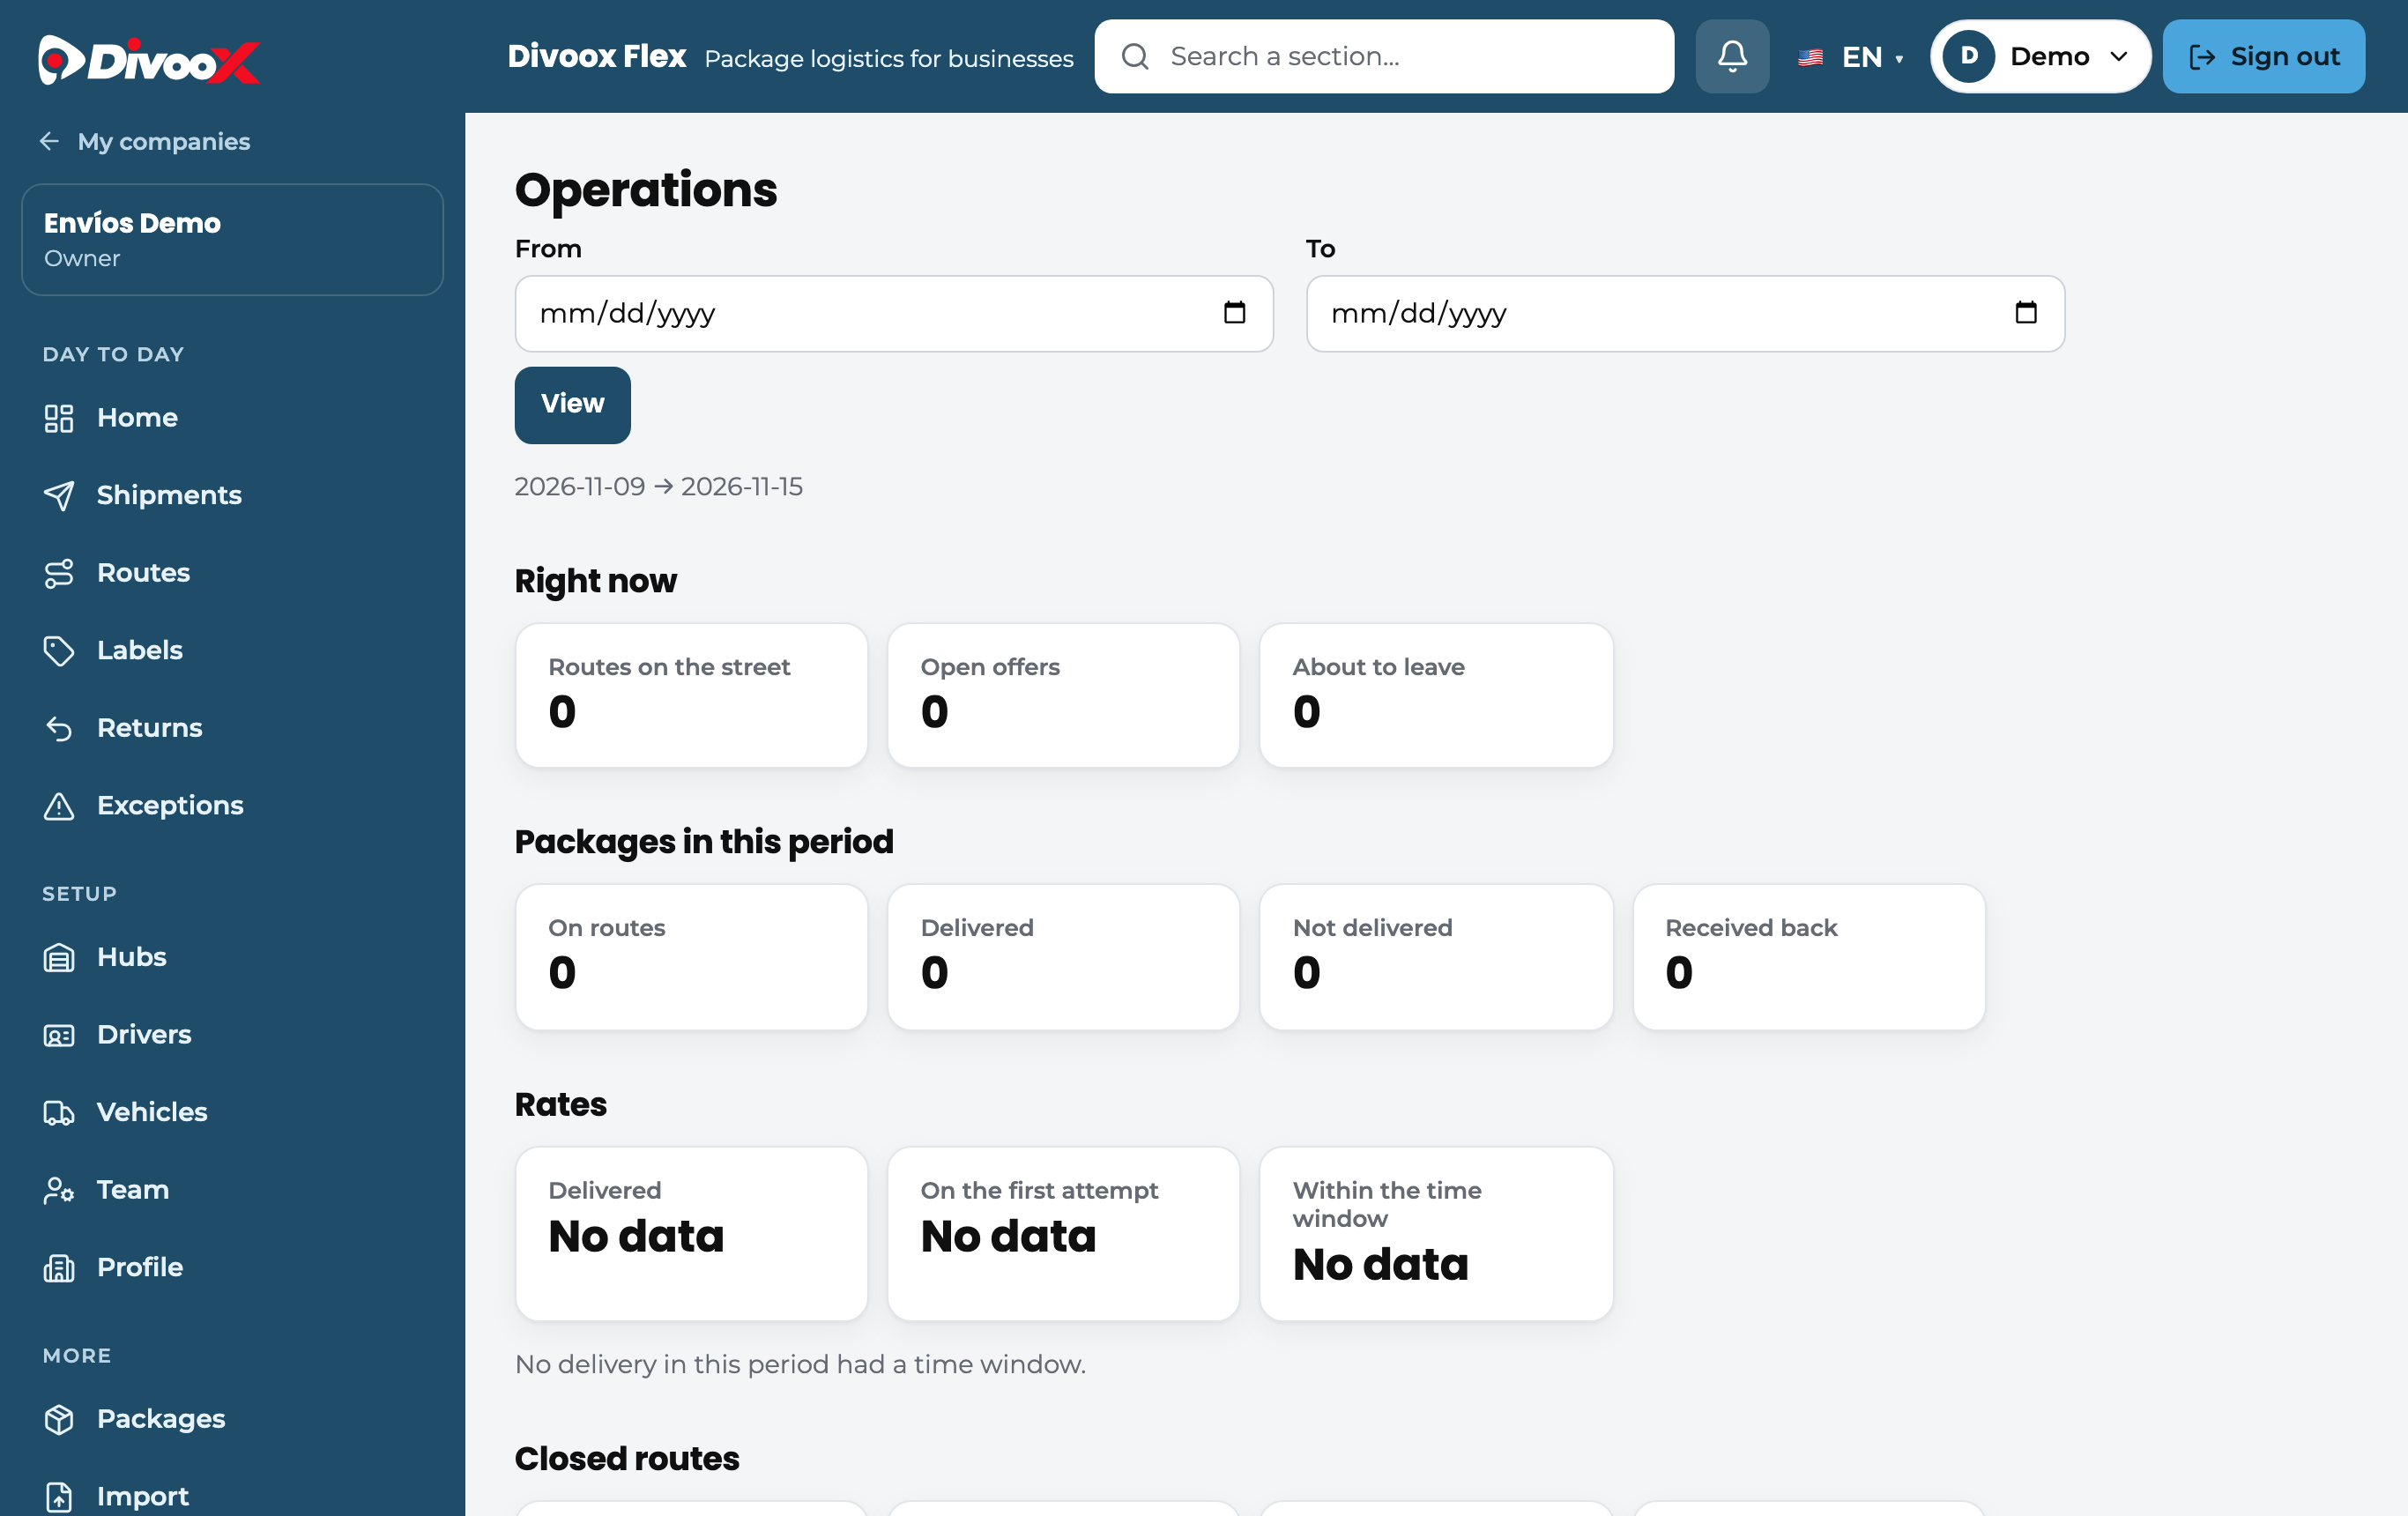 DivooX
Divoox Flex Package logistics for businesses
Search a section...
EN
D Demo
Sign out
My companies
Envíos Demo
Owner
DAY TO DAY
Home
Shipments
Routes
Labels
Returns
Exceptions
SETUP
Hubs
Drivers
Vehicles
Team
Profile
MORE
Packages
Import
Operations
From
To
mm/dd/yyyy
mm/dd/yyyy
View
2026-11-09 → 2026-11-15
Right now
Routes on the street
0
Open offers
0
About to leave
0
Packages in this period
On routes
0
Delivered
0
Not delivered
0
Received back
0
Rates
Delivered
No data
On the first attempt
No data
Within the time
window
No data
No delivery in this period had a time window.
Closed routes